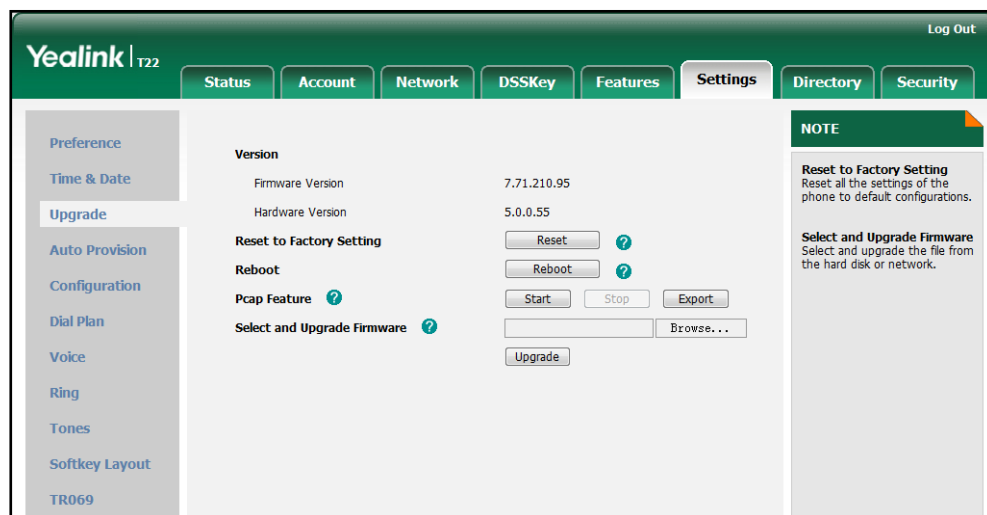 Log Out
Yealink T22
Status Account Network DSSKey Features Settings Directory Security
Preference
Time & Date
Upgrade
Auto Provision
Configuration
Dial Plan
Voice
Ring
Tones
Softkey Layout
TR069
Version
Firmware Version 7.71.210.95
Hardware Version 5.0.0.55
Reset to Factory Setting Reset ?
Reboot Reboot ?
Pcap Feature ? Start Stop Export
Select and Upgrade Firmware ? Browse...
Upgrade
NOTE
Reset to Factory Setting
Reset all the settings of the
phone to default configurations.
Select and Upgrade Firmware
Select and upgrade the file from
the hard disk or network.